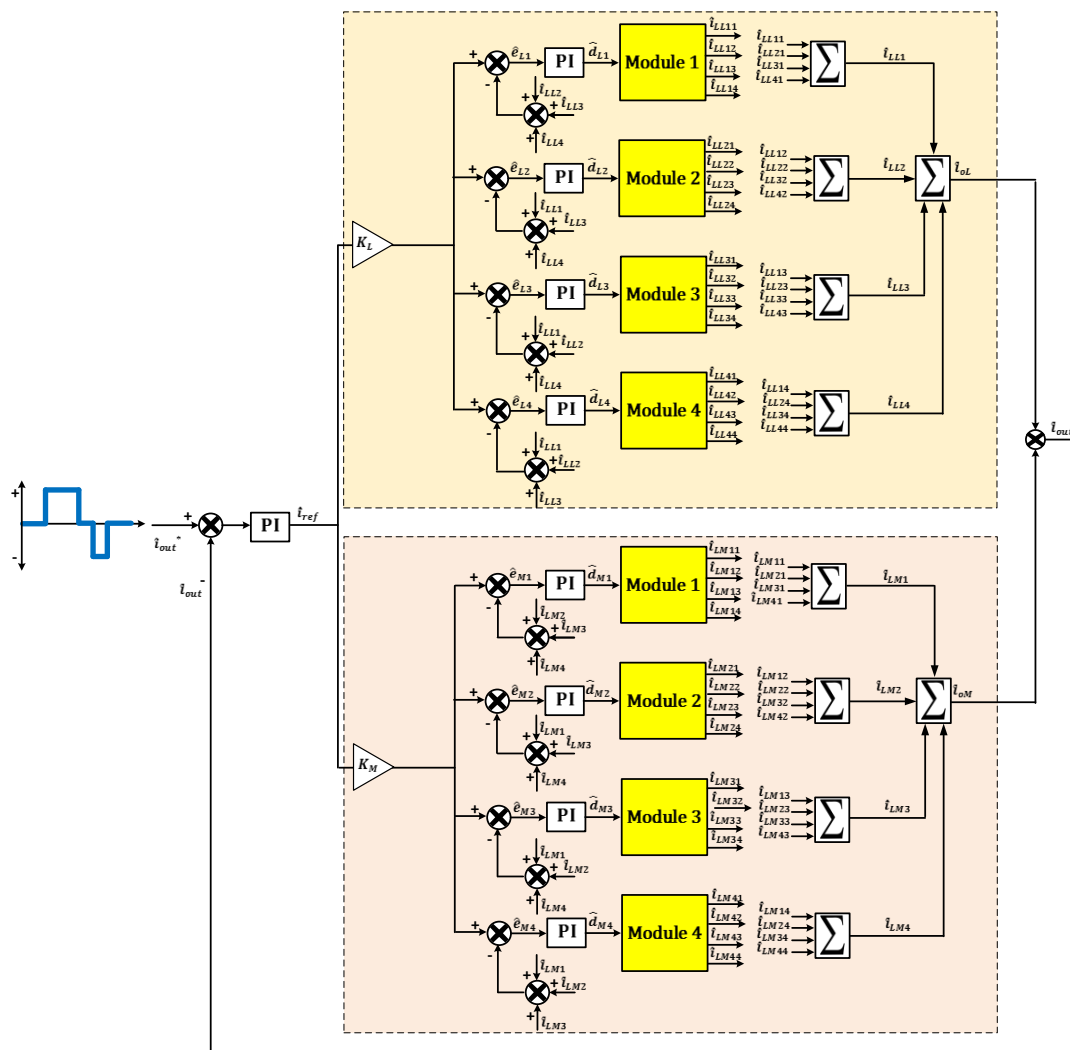 î_LL11
î_LL12
î_LL13
î_LL14
+ ê_L1 PI d̂_L1 Module 1
-
+ î_LL2
+ î_LL3
+ î_LL4
î_LL11
î_LL21
î_LL31
î_LL41
∑ î_LL1
î_LL21
î_LL22
î_LL23
î_LL24
+ ê_L2 PI d̂_L2 Module 2
-
+ î_LL1
+ î_LL3
+ î_LL4
î_LL12
î_LL22
î_LL32
î_LL42
∑ î_LL2 ∑ î_oL
K_L
î_LL31
î_LL32
î_LL33
î_LL34
+ ê_L3 PI d̂_L3 Module 3
-
+ î_LL1
+ î_LL2
+ î_LL4
î_LL13
î_LL23
î_LL33
î_LL43
∑ î_LL3
î_LL41
î_LL42
î_LL43
î_LL44
+ ê_L4 PI d̂_L4 Module 4
-
+ î_LL1
+ î_LL2
+ î_LL3
î_LL14
î_LL24
î_LL34
î_LL44
∑ î_LL4
î_out
+
-
î_out*
+
PI î_ref
-
î_out
î_LM11
î_LM12
î_LM13
î_LM14
+ ê_M1 PI d̂_M1 Module 1
-
+ î_LM2
+ î_LM3
+ î_LM4
î_LM11
î_LM21
î_LM31
î_LM41
∑ î_LM1
î_LM21
î_LM22
î_LM23
î_LM24
+ ê_M2 PI d̂_M2 Module 2
-
+ î_LM1
+ î_LM3
+ î_LM4
î_LM12
î_LM22
î_LM32
î_LM42
∑ î_LM2 ∑ î_oM
K_M
î_LM31
î_LM32
î_LM33
î_LM34
+ ê_M3 PI d̂_M3 Module 3
-
+ î_LM1
+ î_LM2
+ î_LM4
î_LM13
î_LM23
î_LM33
î_LM43
∑ î_LM3
î_LM41
î_LM42
î_LM43
î_LM44
+ ê_M4 PI d̂_M4 Module 4
-
+ î_LM1
+ î_LM2
+ î_LM3
î_LM14
î_LM24
î_LM34
î_LM44
∑ î_LM4